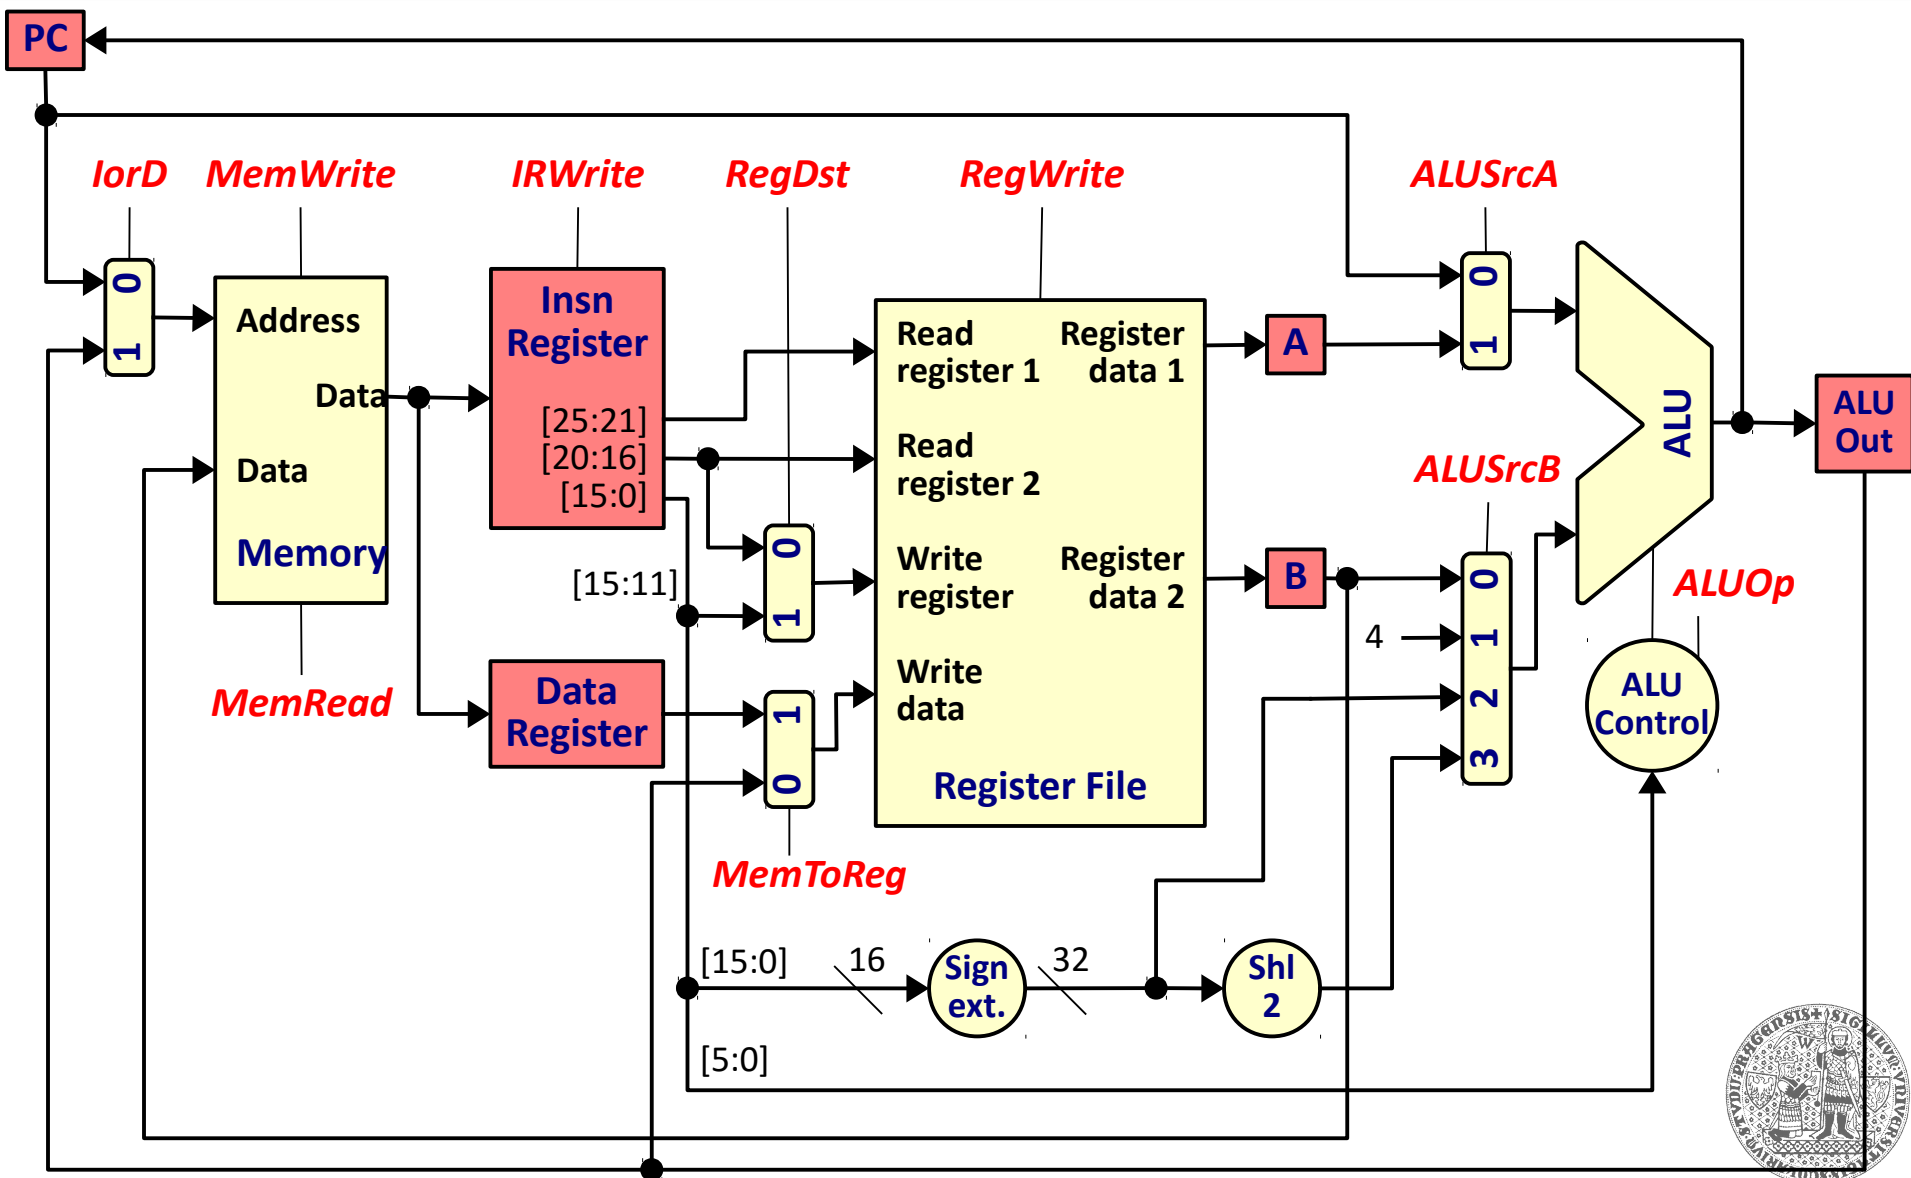 PC
IorD
MemWrite
IRWrite
RegDst
RegWrite
ALUSrcA
0
1
Address
Data
Data
Memory
MemRead
Insn
Register
[25:21]
[20:16]
[15:0]
[15:11]
Data
Register
0
1
1
0
MemToReg
Read
register 1
Register
data 1
Read
register 2
Write
register
Register
data 2
Write
data
Register File
A
B
0
1
ALUSrcB
4
0
1
2
3
ALU
ALU
Out
ALUOp
ALU
Control
[15:0]
16
Sign
ext.
32
Shl
2
[5:0]